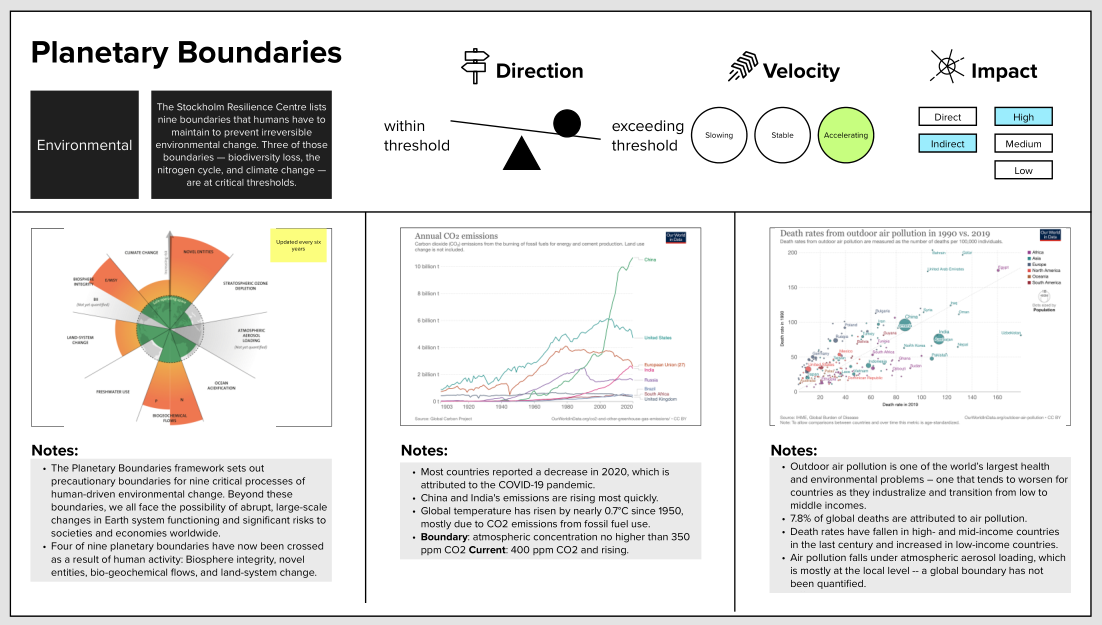 Planetary Boundaries
Environmental
The Stockholm Resilience Centre lists
nine boundaries that humans have to
maintain to prevent irreversible
environmental change. Three of those
boundaries — biodiversity loss, the
nitrogen cycle, and climate change —
are at critical thresholds.
Direction
within
threshold
exceeding
threshold
Velocity
Slowing
Stable
Accelerating
Impact
Direct
High
Indirect
Medium
Low
Updated every six
years
CLIMATE CHANGE
NOVEL ENTITIES
BIOSPHERE
INTEGRITY
E/MSY
BII
(Not yet quantified)
STRATOSPHERIC OZONE
DEPLETION
LAND-SYSTEM
CHANGE
ATMOSPHERIC
AEROSOL
LOADING
(Not yet quantified)
FRESHWATER USE
OCEAN
ACIDIFICATION
P
N
BIOGEOCHEMICAL
FLOWS
Notes:
• The Planetary Boundaries framework sets out
precautionary boundaries for nine critical processes of
human-driven environmental change. Beyond these
boundaries, we all face the possibility of abrupt, large-scale
changes in Earth system functioning and significant risks to
societies and economies worldwide.
• Four of nine planetary boundaries have now been crossed
as a result of human activity: Biosphere integrity, novel
entities, bio-geochemical flows, and land-system change.
Annual CO₂ emissions
Carbon dioxide (CO₂) emissions from the burning of fossil fuels for energy and cement production. Land use
change is not included.
Our World
in Data
10 billion t
8 billion t
6 billion t
4 billion t
2 billion t
0 t
China
United States
European Union (27)
India
Russia
Brazil
South Africa
United Kingdom
1903
1920
1940
1960
1980
2000
2020
Source: Global Carbon Project
OurWorldInData.org/co2-and-other-greenhouse-gas-emissions/ • CC BY
Notes:
• Most countries reported a decrease in 2020, which is
attributed to the COVID-19 pandemic.
• China and India's emissions are rising most quickly.
• Global temperature has risen by nearly 0.7°C since 1950,
mostly due to CO2 emissions from fossil fuel use.
• Boundary: atmospheric concentration no higher than 350
ppm CO2 Current: 400 ppm CO2 and rising.
Death rates from outdoor air pollution in 1990 vs. 2019
Death rates from outdoor air pollution are measured as the number of deaths per 100,000 individuals.
Our World
in Data
Africa
Asia
Europe
North America
Oceania
South America
Population
200
150
100
50
0
Death rate in 1990
Qatar
United Arab Emirates
Egypt
Iraq
Oman
Bulgaria
China
India
Poland
Nepal
Pakistan
Uzbekistan
North Korea
South Africa
Ghana
Mexico
20
40
60
80
100
120
140
160
Death rate in 2019
Source: IHME, Global Burden of Disease
OurWorldInData.org/outdoor-air-pollution • CC BY
Note: To allow comparisons between countries and over time this metric is age-standardized.
Notes:
• Outdoor air pollution is one of the world's largest health
and environmental problems – one that tends to worsen for
countries as they industralize and transition from low to
middle incomes.
• 7.8% of global deaths are attributed to air pollution.
• Death rates have fallen in high- and mid-income countries
in the last century and increased in low-income countries.
• Air pollution falls under atmospheric aerosol loading, which
is mostly at the local level -- a global boundary has not
been quantified.